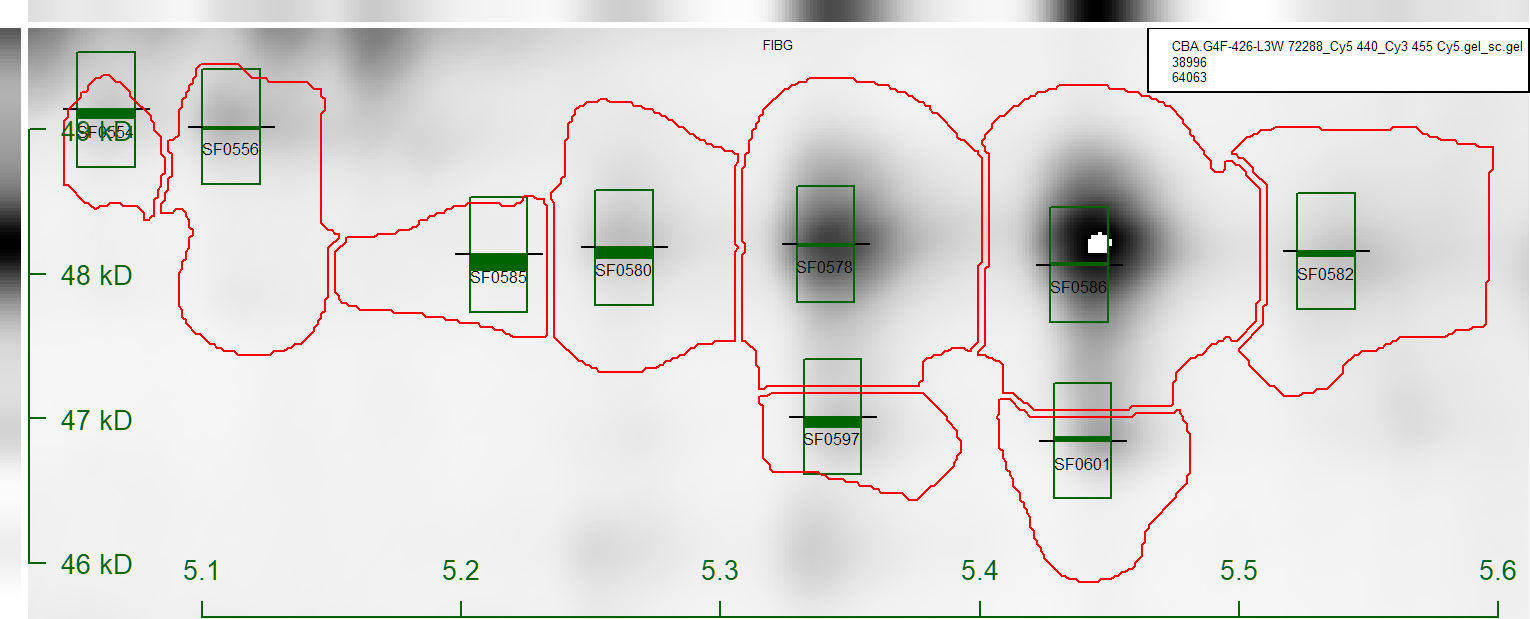 FIBG
CBA.G4F-426-L3W 72288_Cy5 440_Cy3 455 Cy5.gel_sc.gel
38996
64063
49 kD
SF0554
SF0556
48 kD
SF0585
SF0580
SF0578
SF0586
SF0582
47 kD
SF0597
SF0601
46 kD
5.1 5.2 5.3 5.4 5.5 5.6